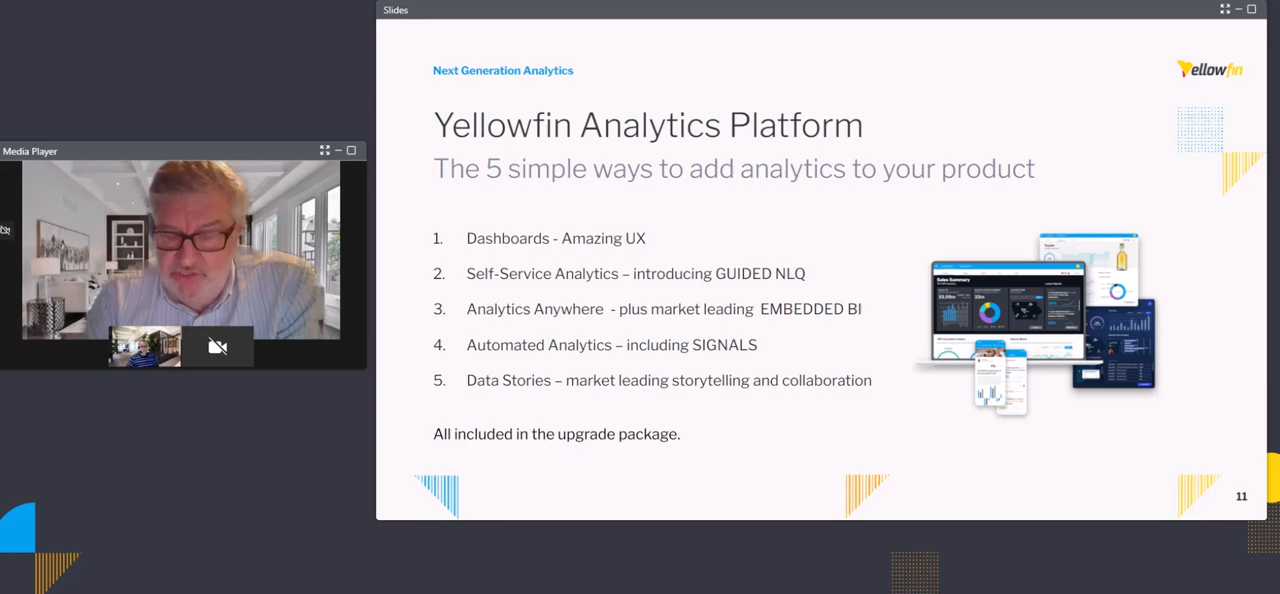 Slides
Next Generation Analytics
Yellowfin
Yellowfin Analytics Platform
Media Player
The 5 simple ways to add analytics to your product
1. Dashboards - Amazing UX
2. Self-Service Analytics – introducing GUIDED NLQ
3. Analytics Anywhere - plus market leading EMBEDDED BI
4. Automated Analytics – including SIGNALS
5. Data Stories – market leading storytelling and collaboration
Sales Summary
All included in the upgrade package.
11